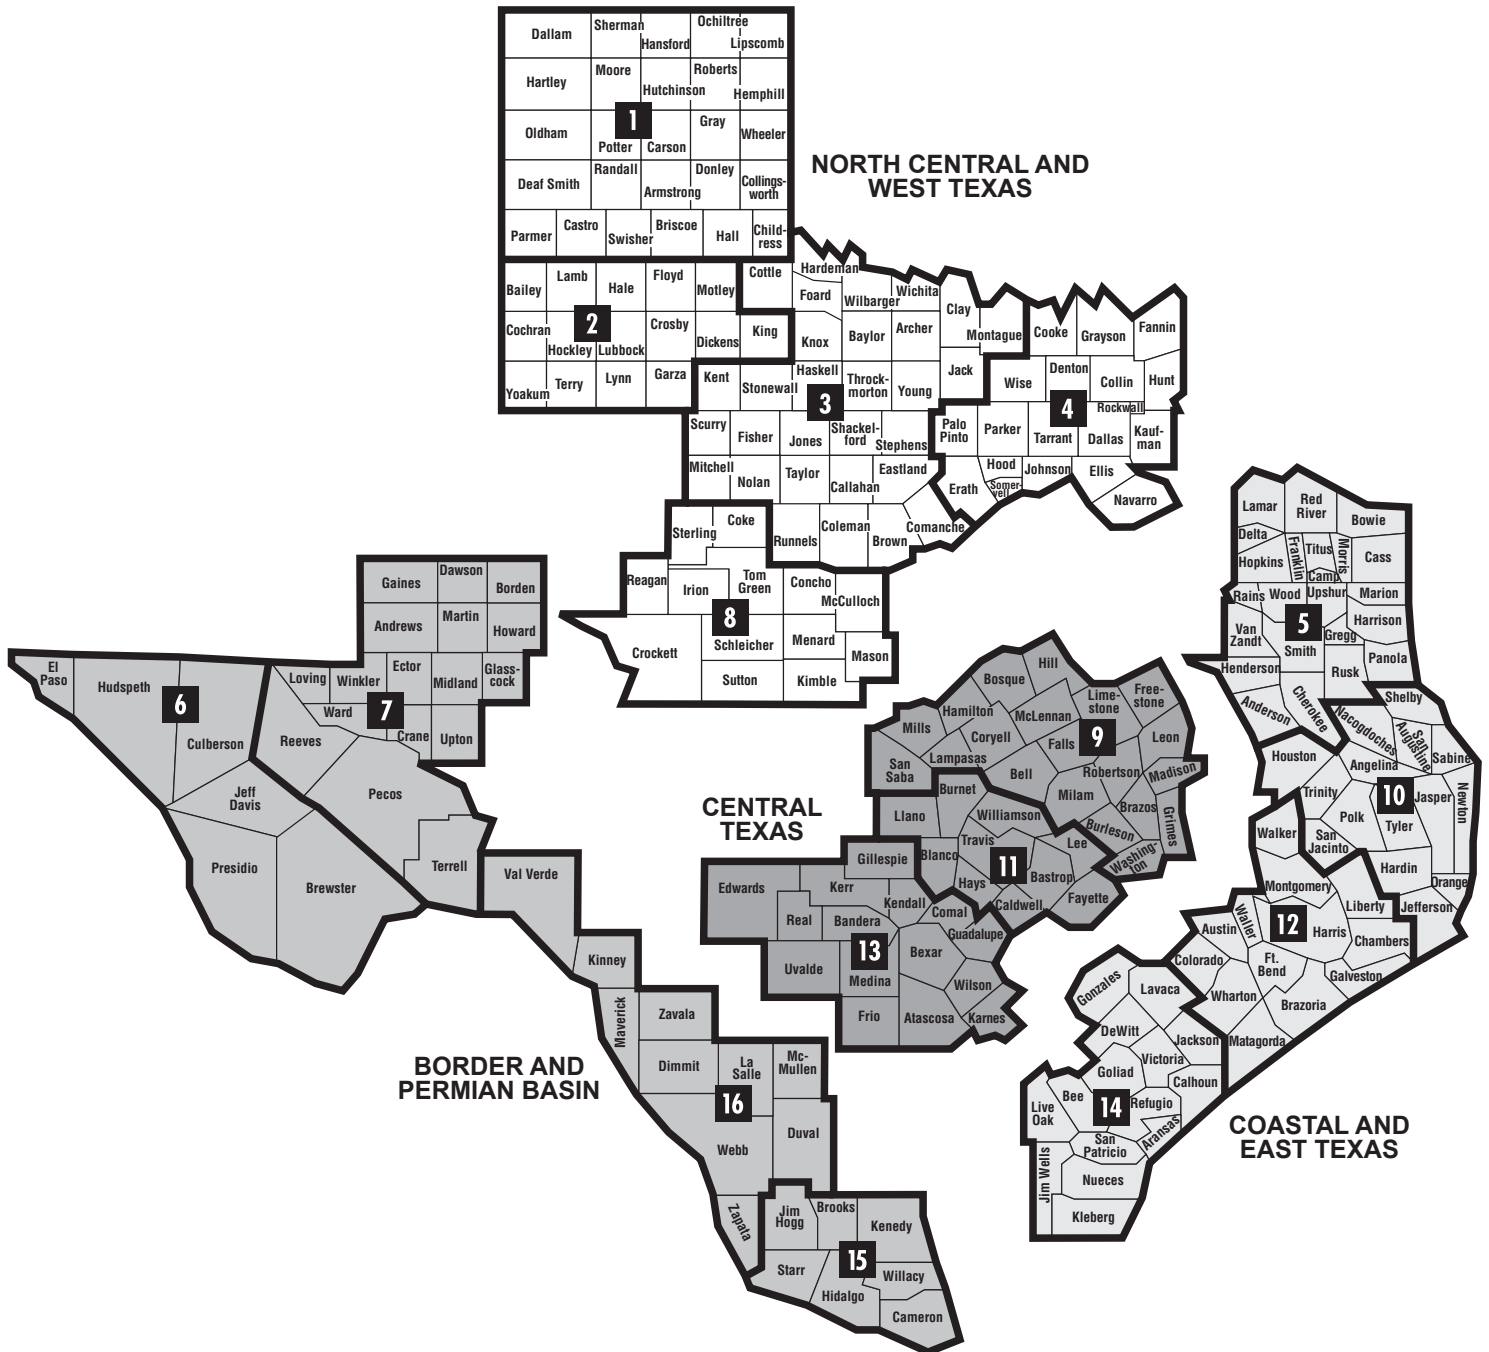 NORTH CENTRAL AND
WEST TEXAS
Dallam
Sherman
Hansford
Ochiltree
Lipscomb
Hartley
Moore
Hutchinson
Roberts
Hemphill
1
Oldham
Potter
Carson
Gray
Wheeler
Deaf Smith
Randall
Armstrong
Donley
Collings-
worth
Parmer
Castro
Swisher
Briscoe
Hall
Child-
ress
Bailey
Lamb
Hale
Floyd
Motley
2
Cochran
Hockley
Lubbock
Crosby
Dickens
King
Yoakum
Terry
Lynn
Garza
Cottle
Hardeman
Foard
Wilbarger
Wichita
Clay
Montague
Knox
Baylor
Archer
Jack
Kent
Stonewall
Haskell
Throck-
morton
Young
3
Scurry
Fisher
Jones
Shackel-
ford
Stephens
Mitchell
Nolan
Taylor
Callahan
Eastland
Runnels
Coleman
Brown
Comanche
Cooke
Grayson
Fannin
Wise
Denton
Collin
Hunt
4
Rockwall
Palo
Pinto
Parker
Tarrant
Dallas
Kauf-
man
Erath
Hood
Somer-
vell
Johnson
Ellis
Navarro
Sterling
Coke
Reagan
Irion
Tom
Green
Concho
McCulloch
8
Crockett
Schleicher
Menard
Mason
Sutton
Kimble
Lamar
Red
River
Bowie
Delta
Hopkins
Franklin
Titus
Morris
Cass
Camp
Rains
Wood
Upshur
Marion
5
Van
Zandt
Smith
Gregg
Harrison
Henderson
Rusk
Panola
Anderson
Cherokee
Gaines
Dawson
Borden
Andrews
Martin
Howard
Loving
Winkler
Ector
Midland
Glass-
cock
7
Ward
Crane
Upton
Reeves
Pecos
Terrell
El
Paso
Hudspeth
6
Culberson
Jeff
Davis
Presidio
Brewster
CENTRAL
TEXAS
Bosque
Hill
Mills
Hamilton
McLennan
Lime-
stone
Free-
stone
Coryell
Falls
9
Leon
San
Saba
Lampasas
Bell
Robertson
Madison
Milam
Brazos
Grimes
Burleson
Washing-
ton
Burnet
Llano
Williamson
Travis
Lee
Blanco
11
Hays
Bastrop
Caldwell
Fayette
Gillespie
Edwards
Kerr
Kendall
Real
Bandera
Comal
Guadalupe
13
Uvalde
Medina
Bexar
Wilson
Frio
Atascosa
Karnes
Shelby
Nacogdoches
San
Augustine
Sabine
Houston
Angelina
Trinity
10
Jasper
Newton
Polk
Tyler
San
Jacinto
Hardin
Orange
Jefferson
Walker
Montgomery
Liberty
Austin
Waller
12
Harris
Chambers
Colorado
Ft.
Bend
Galveston
Wharton
Brazoria
Matagorda
Gonzales
Lavaca
DeWitt
Jackson
Victoria
Goliad
Calhoun
Bee
14
Refugio
Live
Oak
Aransas
San
Patricio
Jim Wells
Nueces
Kleberg
COASTAL AND
EAST TEXAS
BORDER AND
PERMIAN BASIN
Val Verde
Kinney
Maverick
Zavala
Dimmit
La
Salle
Mc-
Mullen
16
Webb
Duval
Zapata
Jim
Hogg
Brooks
Kenedy
15
Starr
Hidalgo
Willacy
Cameron